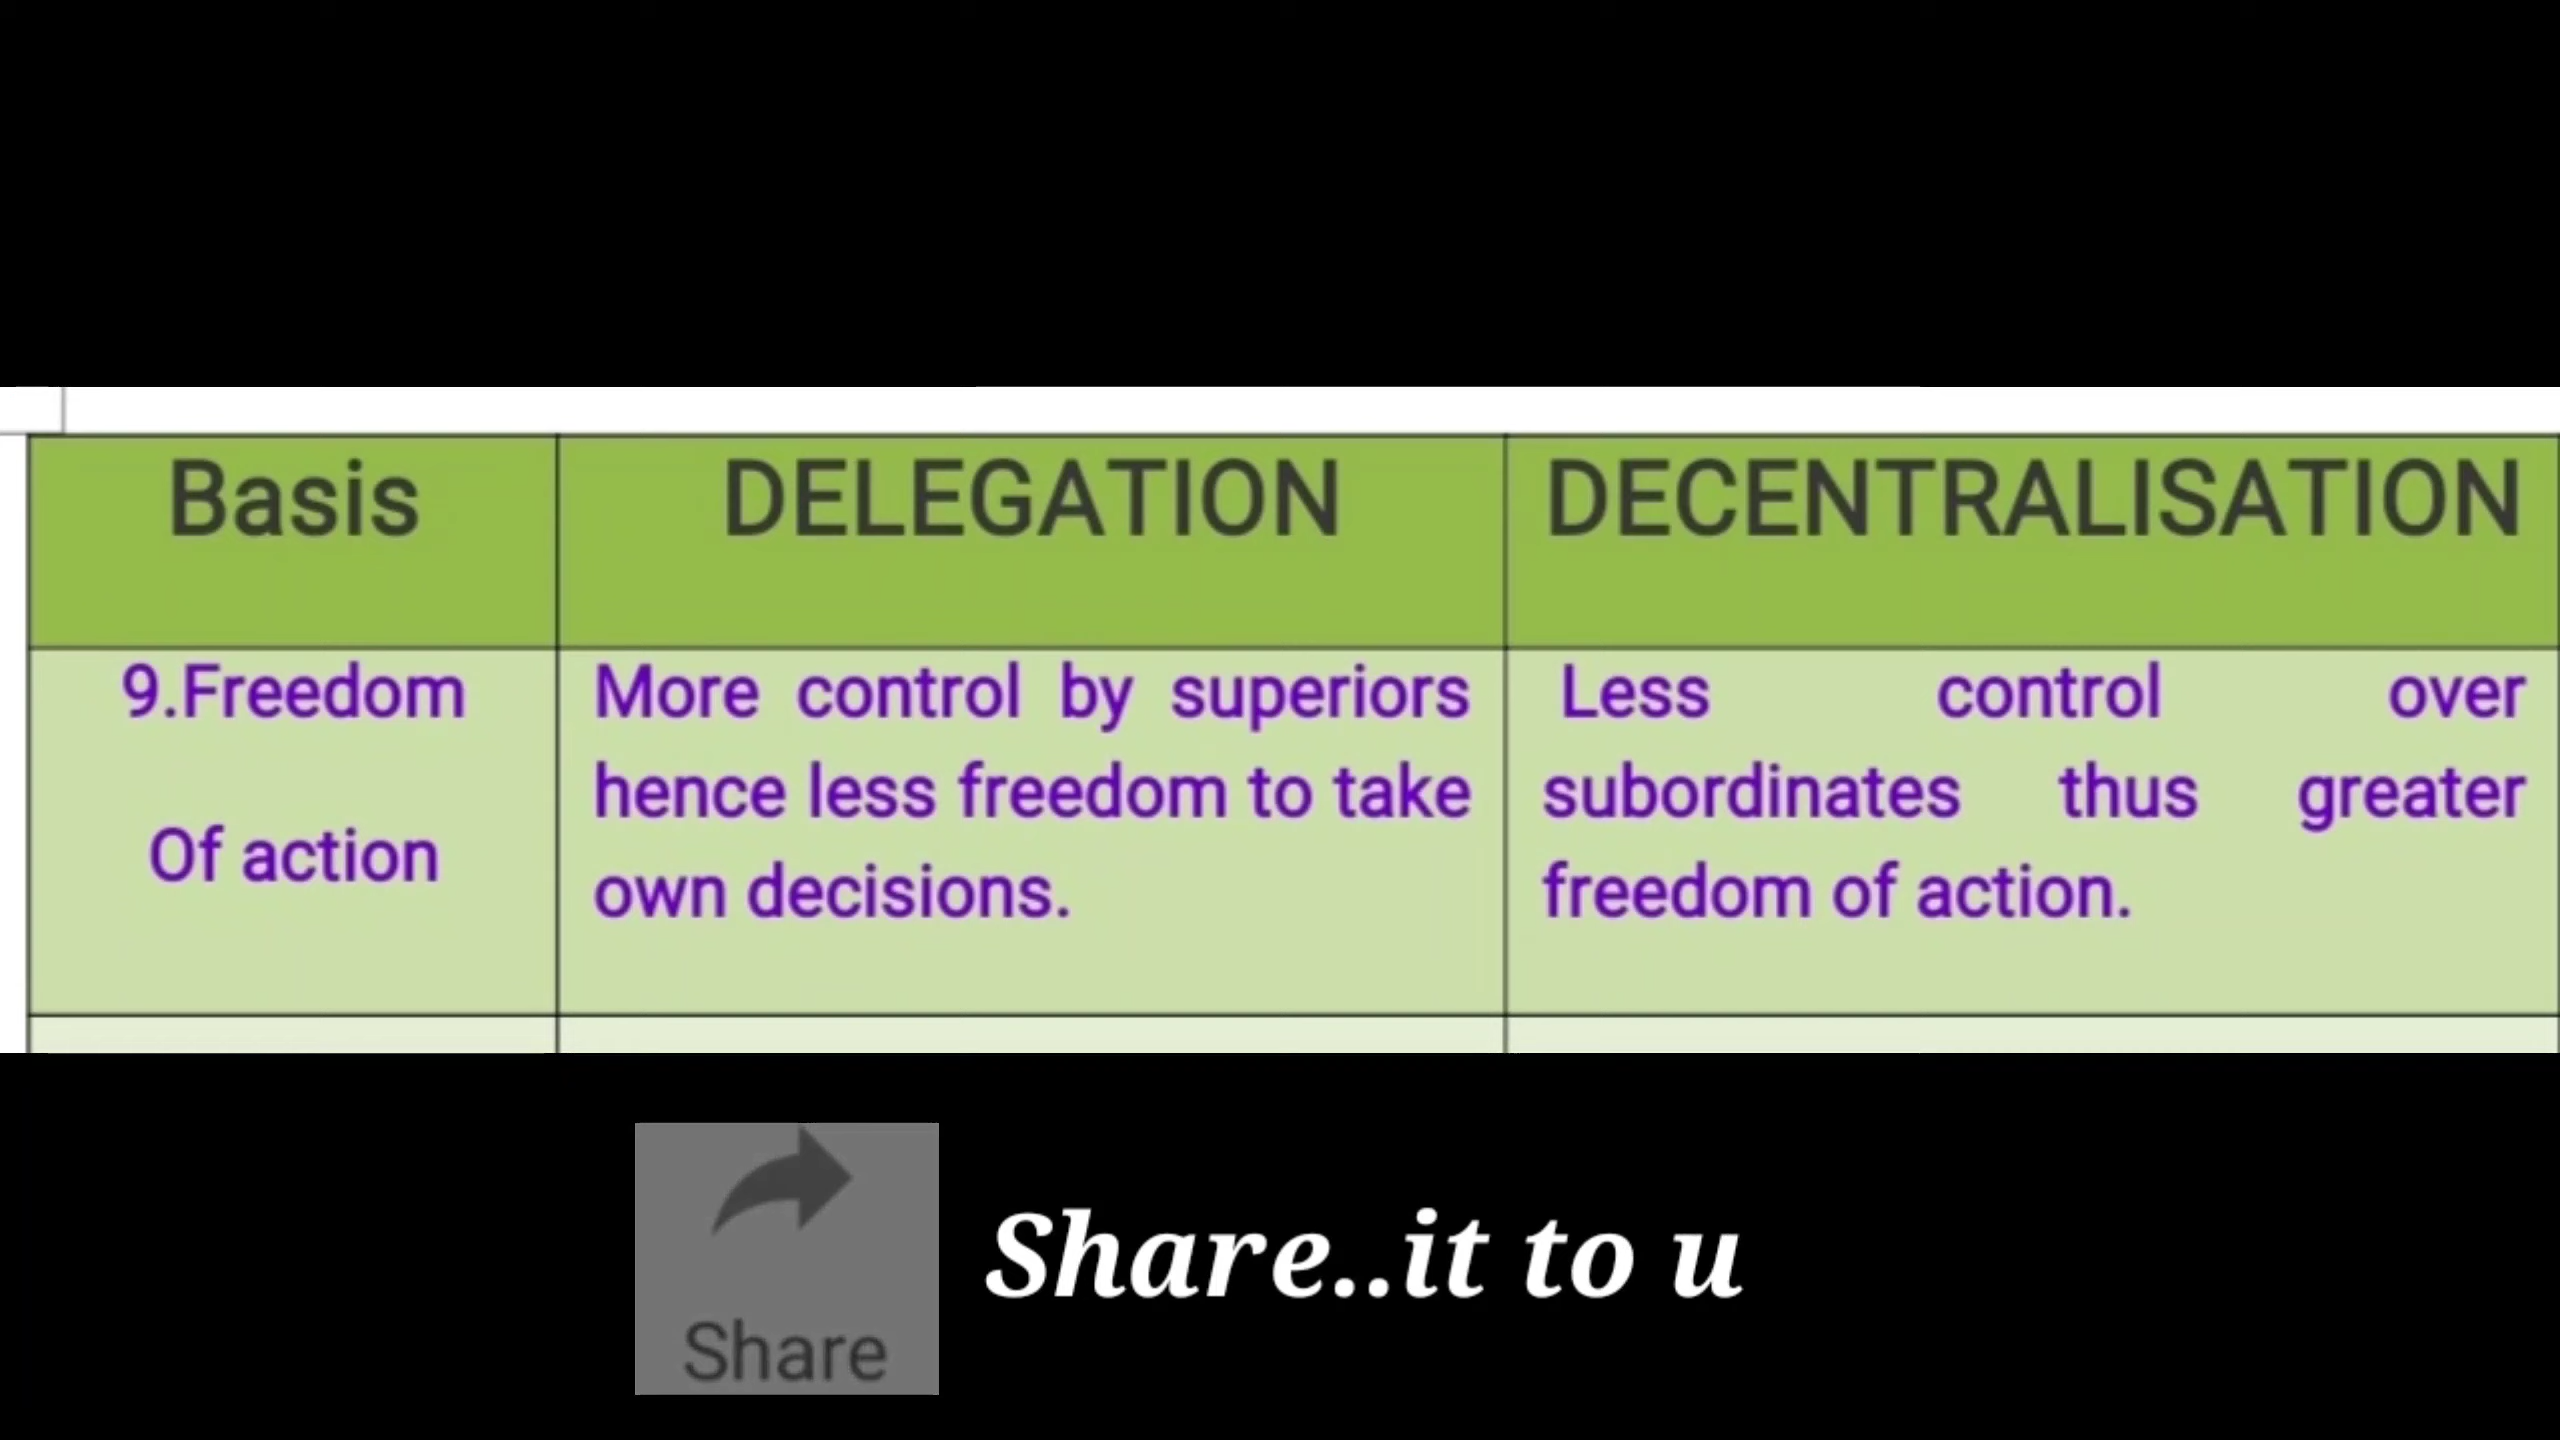 Basis
DELEGATION
DECENTRALISATION
9.Freedom
Of action
More control by superiors
hence less freedom to take
own decisions.
Less control over
subordinates thus greater
freedom of action.
Share
Share..it to u